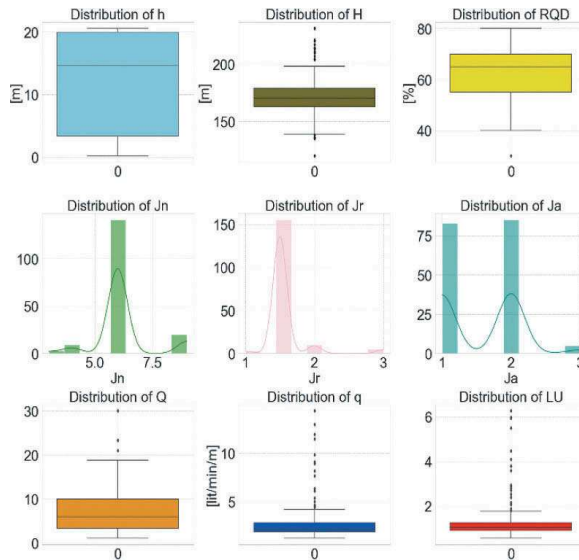 Distribution of h
Distribution of H
Distribution of RQD
20
10
0
[m]
0
200
150
[m]
0
80
60
40
[%]
0
Distribution of Jn
Distribution of Jr
Distribution of Ja
100
50
0
5.0
7.5
Jn
150
100
50
0
1
2
3
Jr
75
50
25
0
1
2
3
Ja
Distribution of Q
Distribution of q
Distribution of LU
30
20
10
0
0
[lit/min/m]
10
5
0
6
4
2
0